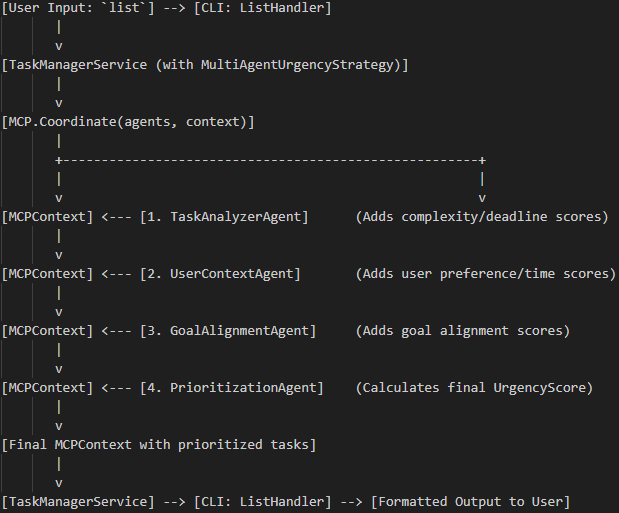 [User Input: `list`] --> [CLI: ListHandler]
|
v
[TaskManagerService (with MultiAgentUrgencyStrategy)]
|
v
[MCP.Coordinate(agents, context)]
|
+------------------------------------------------------+
| |
v v
[MCPContext] <--- [1. TaskAnalyzerAgent] (Adds complexity/deadline scores)
|
v
[MCPContext] <--- [2. UserContextAgent] (Adds user preference/time scores)
|
v
[MCPContext] <--- [3. GoalAlignmentAgent] (Adds goal alignment scores)
|
v
[MCPContext] <--- [4. PrioritizationAgent] (Calculates final UrgencyScore)
|
v
[Final MCPContext with prioritized tasks]
|
v
[TaskManagerService] --> [CLI: ListHandler] --> [Formatted Output to User]